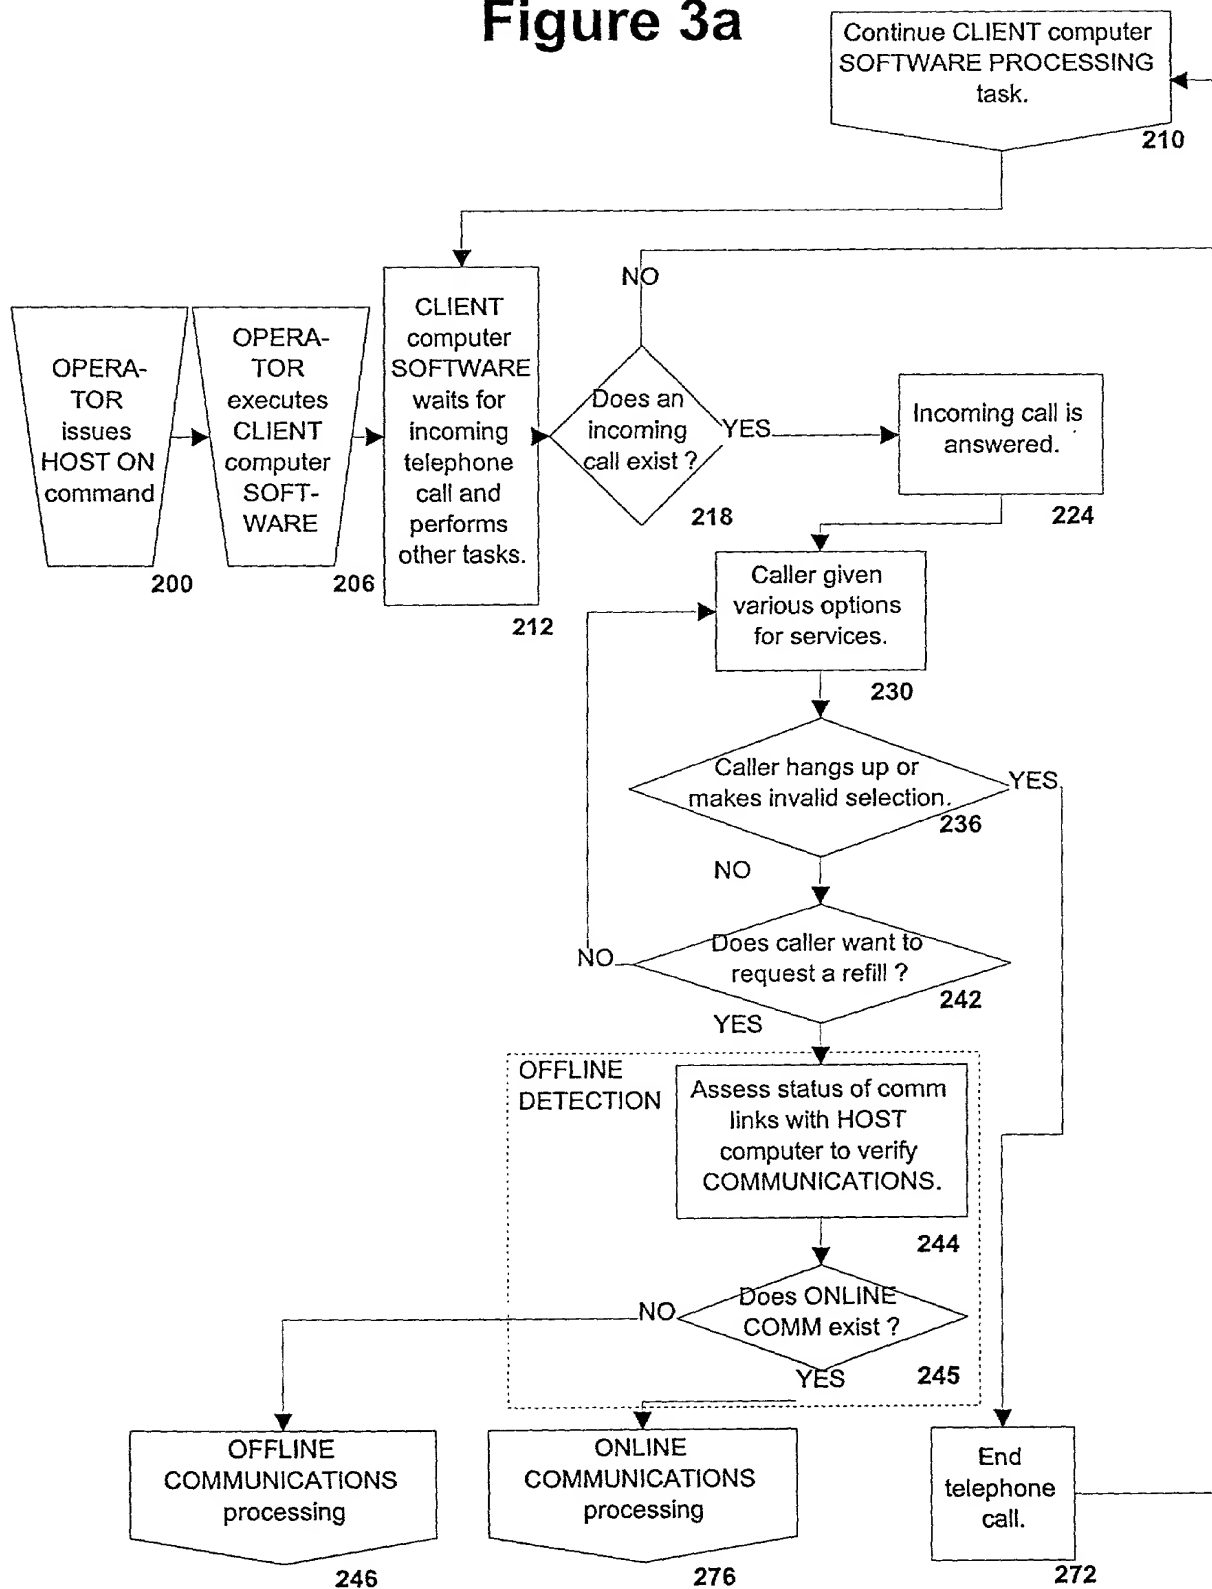 Figure 3a
Continue CLIENT computer
SOFTWARE PROCESSING
task.
210
NO
OPERA-
TOR
issues
HOST ON
command
200
OPERA-
TOR
executes
CLIENT
computer
SOFT-
WARE
206
CLIENT
computer
SOFTWARE
waits for
incoming
telephone
call and
performs
other tasks.
212
Does an
incoming
call exist ?
218
YES
Incoming call is
answered.
224
Caller given
various options
for services.
230
Caller hangs up or
makes invalid selection.
236
YES
NO
Does caller want to
request a refill ?
242
NO
YES
OFFLINE
DETECTION
Assess status of comm
links with HOST
computer to verify
COMMUNICATIONS.
244
Does ONLINE
COMM exist ?
245
NO
YES
OFFLINE
COMMUNICATIONS
processing
246
ONLINE
COMMUNICATIONS
processing
276
End
telephone
call.
272